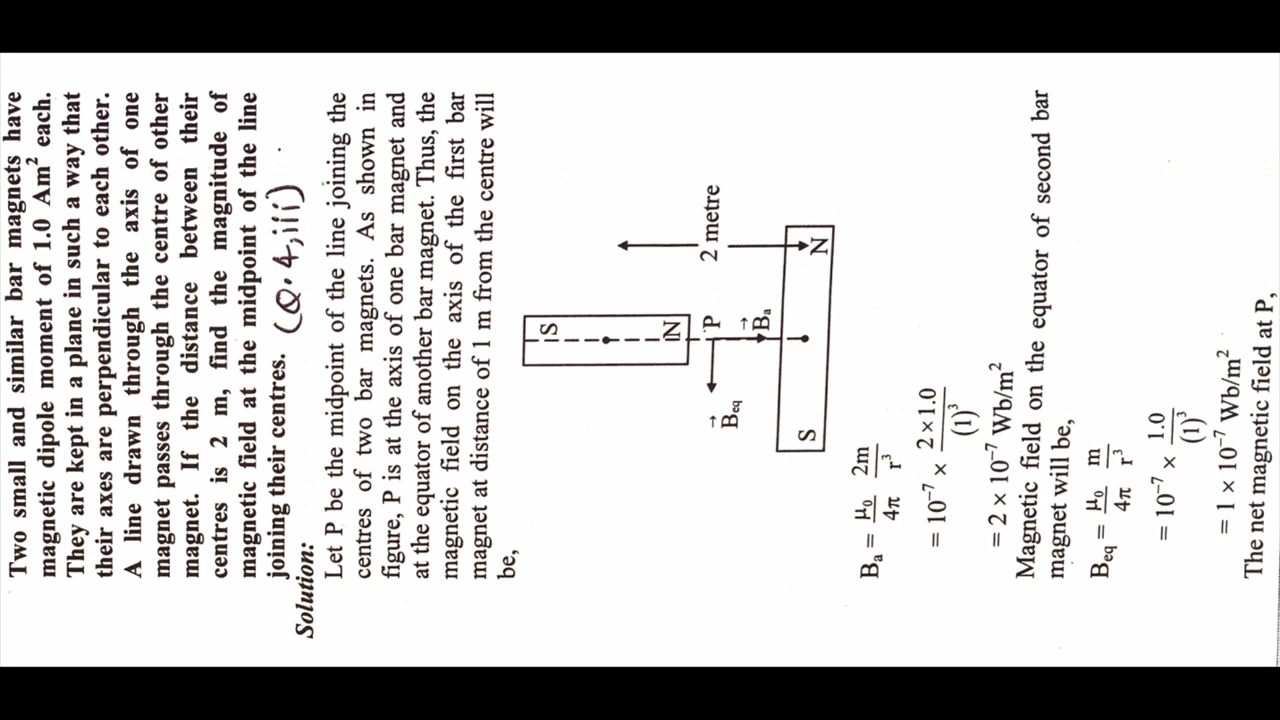 Two small and similar bar magnets have
magnetic dipole moment of 1.0 Am² each.
They are kept in a plane in such a way that
their axes are perpendicular to each other.
A line drawn through the axis of one
magnet passes through the centre of other
magnet. If the distance between their
centres is 2 m, find the magnitude of
magnetic field at the midpoint of the line
joining their centres. (Q.4,iii)
Solution:
Let P be the midpoint of the line joining the
centres of two bar magnets. As shown in
figure, P is at the axis of one bar magnet and
at the equator of another bar magnet. Thus, the
magnetic field on the axis of the first bar
magnet at distance of 1 m from the centre will
be,
S
N
P
B⃗eq
B⃗a
2 metre
S
N
Ba = μ₀/4π 2m/r³
= 10⁻⁷ × 2×1.0/(1)³
= 2 × 10⁻⁷ Wb/m²
Magnetic field on the equator of second bar
magnet will be,
Beq = μ₀/4π m/r³
= 10⁻⁷ × 1.0/(1)³
= 1 × 10⁻⁷ Wb/m²
The net magnetic field at P,